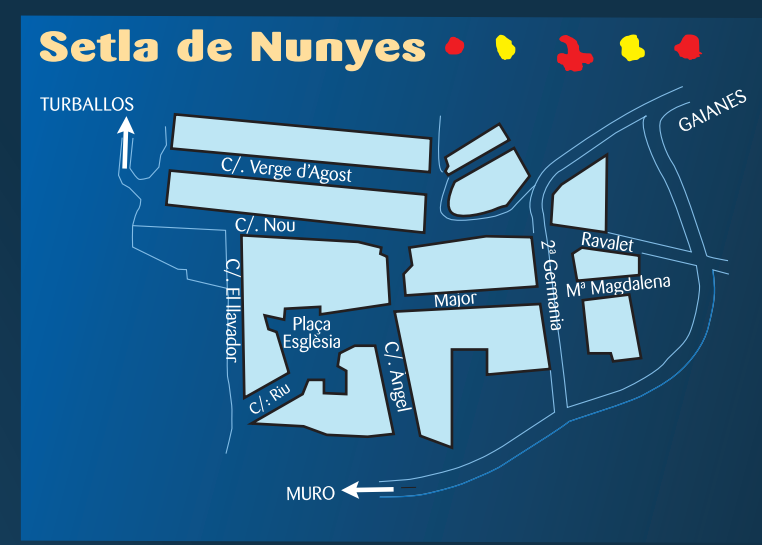 Setla de Nunyes
TURBALLOS
GAIANES
C/. Verge d'Agost
C/. Nou
Ravalet
C/. El llavador
2ª Germania
Mª Magdalena
Major
Plaça
Esglèsia
C/. Àngel
C/: Riu
MURO